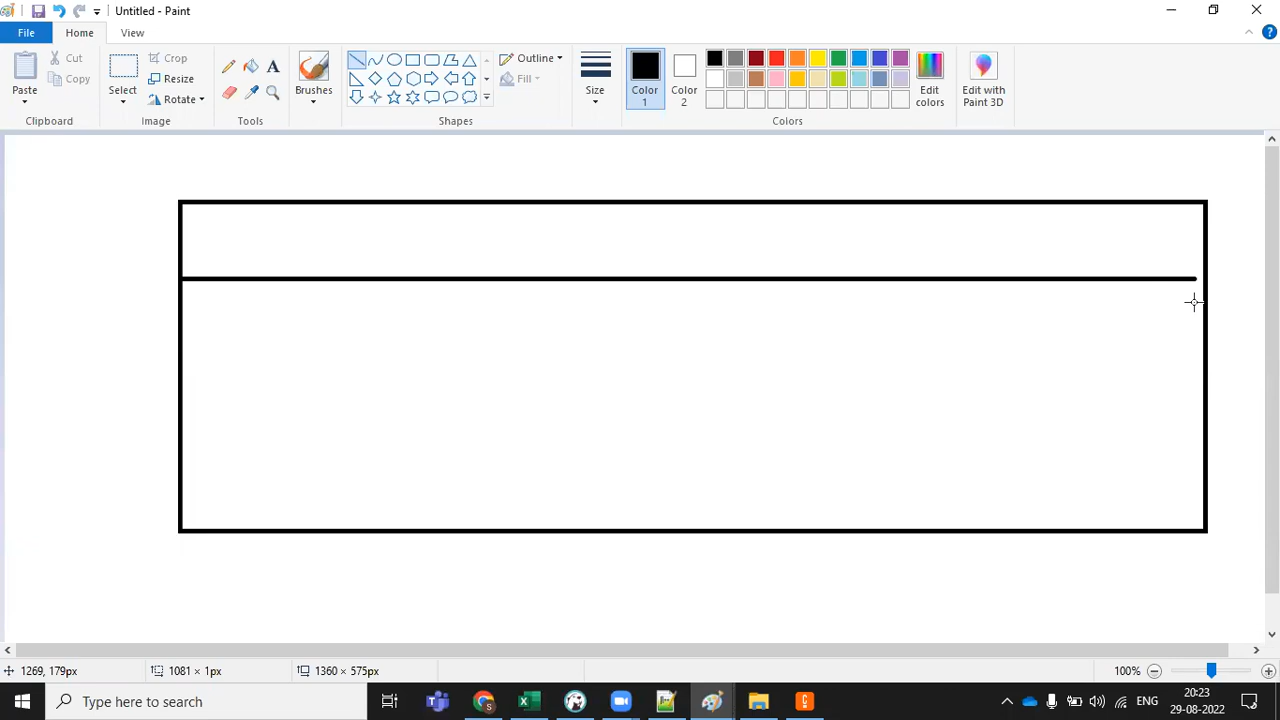 Untitled - Paint
File
Home
View
Paste
Cut
Copy
Clipboard
Select
Crop
Resize
Rotate
Image
A
Tools
Brushes
Outline
Fill
Shapes
Size
Color
1
Color
2
Edit
colors
Colors
Edit with
Paint 3D
1269, 179px
1081 × 1px
1360 × 575px
100%
Type here to search
ENG
20:23
29-08-2022